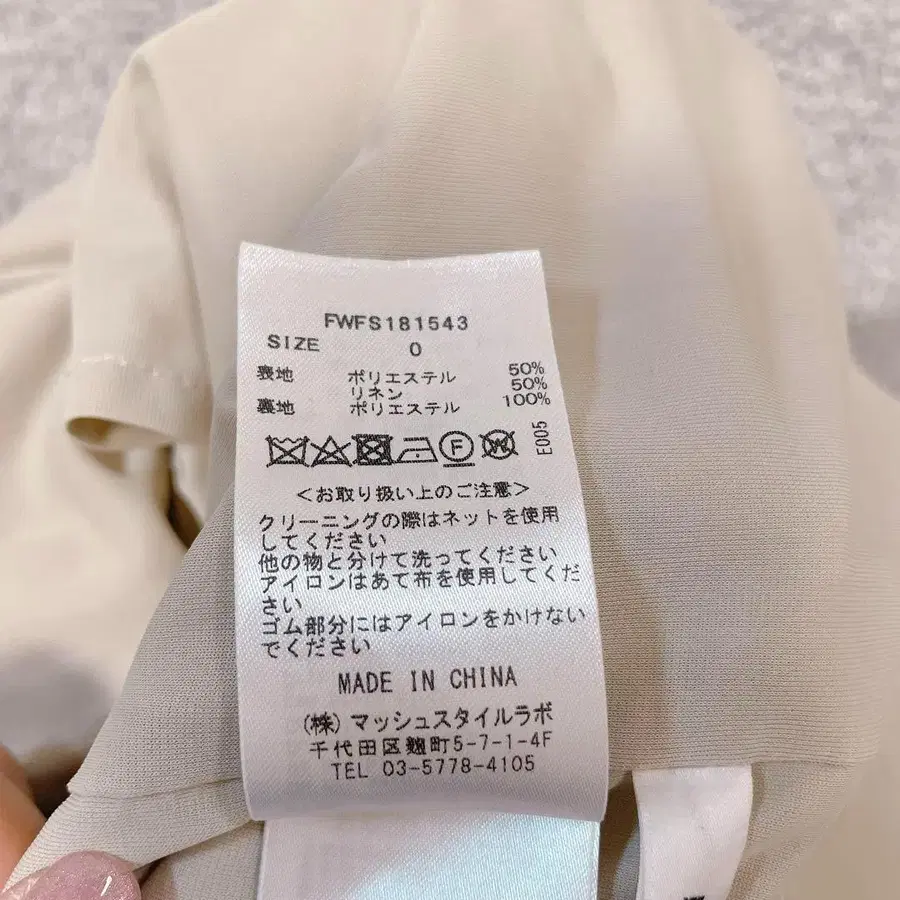 FWFS181543
SIZE 0
表地 ポリエステル 50%
リネン 50%
裏地 ポリエステル 100%
F W E005
＜お取り扱い上のご注意＞
クリーニングの際はネットを使用
してください
他の物と分けて洗ってください
アイロンはあて布を使用してくだ
さい
ゴム部分にはアイロンをかけない
でください
MADE IN CHINA
(株)マッシュスタイルラボ
千代田区麹町5-7-1-4F
TEL 03-5778-4105